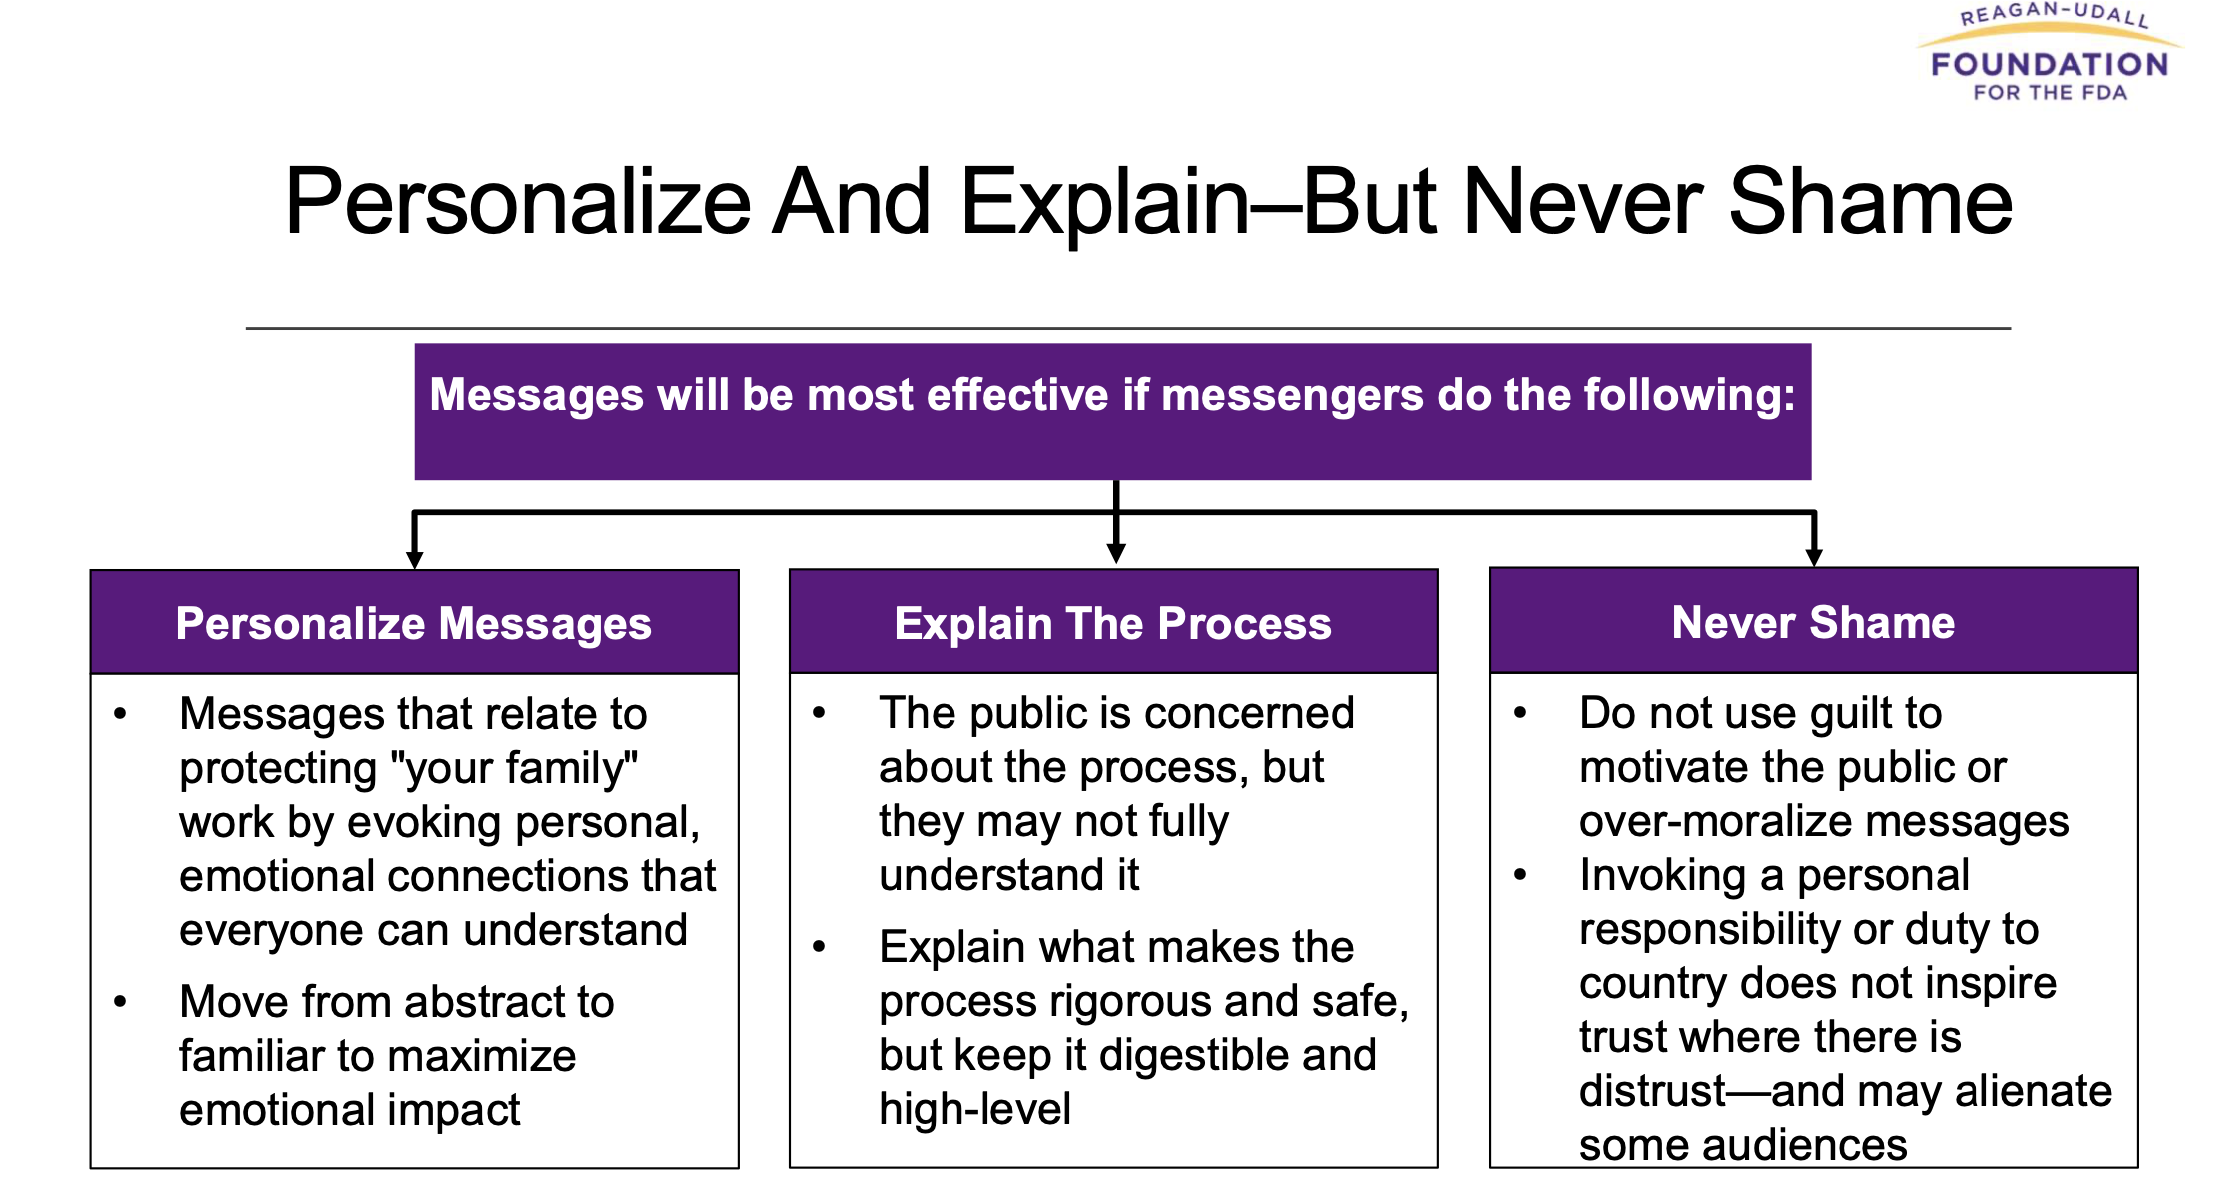 REAGAN-UDALL
FOUNDATION
FOR THE FDA
Personalize And Explain–But Never Shame
Messages will be most effective if messengers do the following:
Personalize Messages
• Messages that relate to
protecting "your family"
work by evoking personal,
emotional connections that
everyone can understand
• Move from abstract to
familiar to maximize
emotional impact
Explain The Process
• The public is concerned
about the process, but
they may not fully
understand it
• Explain what makes the
process rigorous and safe,
but keep it digestible and
high-level
Never Shame
• Do not use guilt to
motivate the public or
over-moralize messages
• Invoking a personal
responsibility or duty to
country does not inspire
trust where there is
distrust—and may alienate
some audiences